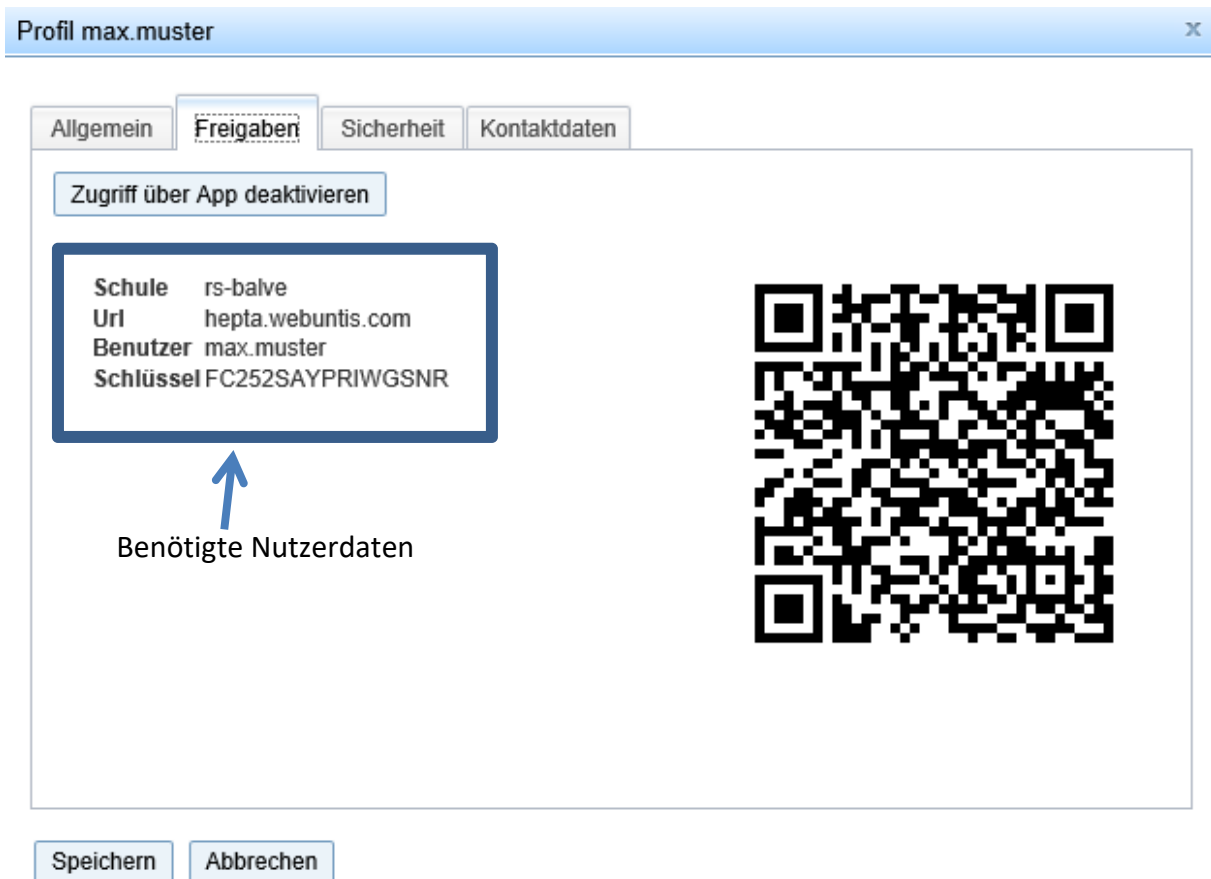 Profil max.muster x
Allgemein Freigaben Sicherheit Kontaktdaten
Zugriff über App deaktivieren
Schule rs-balve
Url hepta.webuntis.com
Benutzer max.muster
Schlüssel FC252SAYPRIWGSNR
Benötigte Nutzerdaten
Speichern Abbrechen